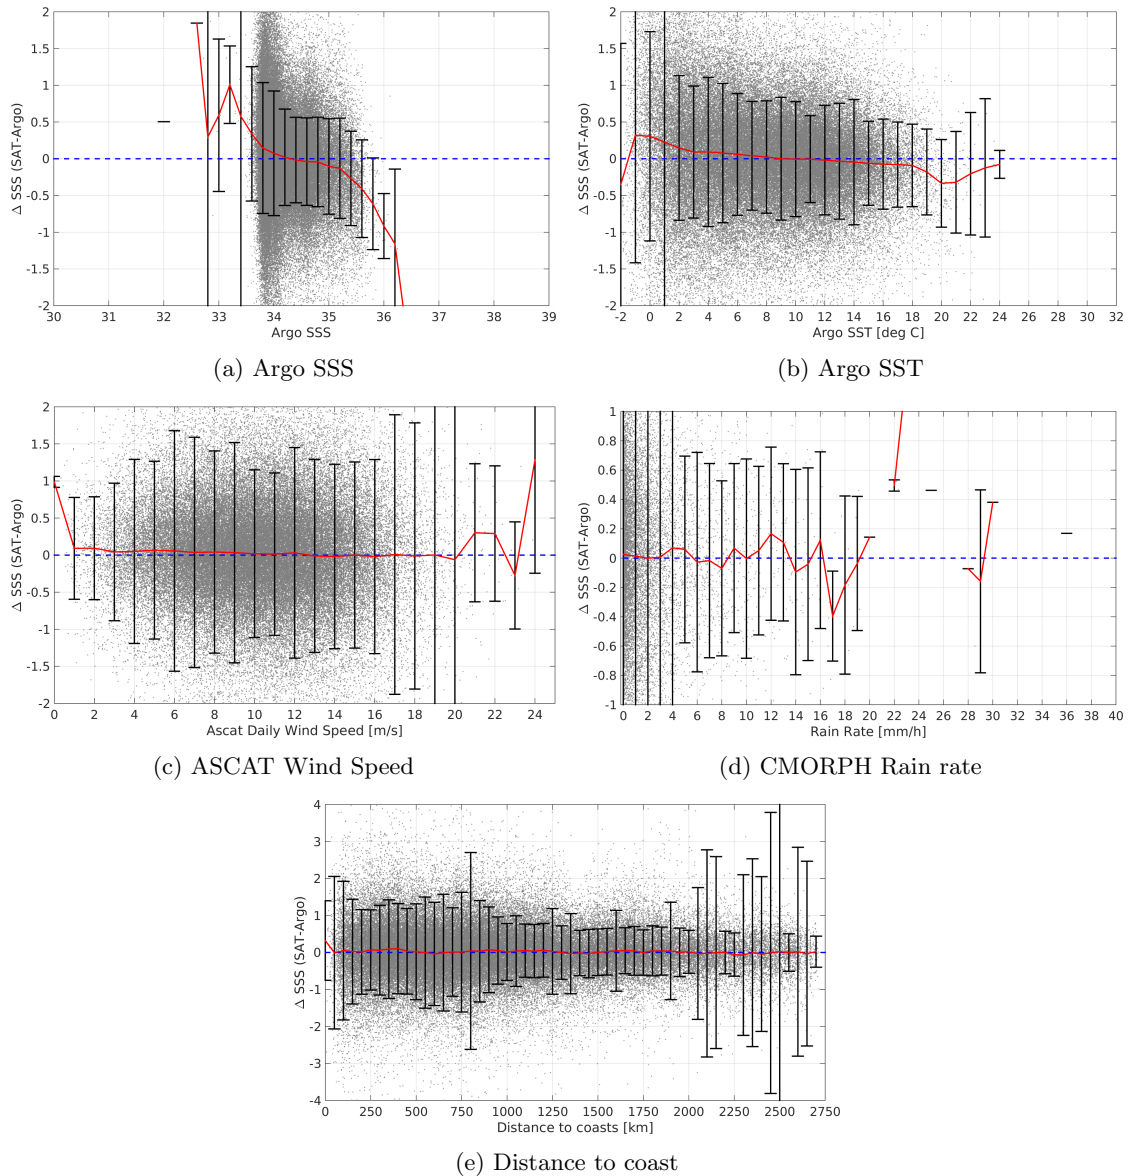 2
1.5
1
0.5
0
-0.5
-1
-1.5
-2
Δ SSS (SAT-Argo)
30 31 32 33 34 35 36 37 38 39
Argo SSS
(a) Argo SSS
2
1.5
1
0.5
0
-0.5
-1
-1.5
-2
Δ SSS (SAT-Argo)
-2 0 2 4 6 8 10 12 14 16 18 20 22 24 26 28 30 32
Argo SST [deg C]
(b) Argo SST
2
1.5
1
0.5
0
-0.5
-1
-1.5
-2
Δ SSS (SAT-Argo)
0 2 4 6 8 10 12 14 16 18 20 22 24
Ascat Daily Wind Speed [m/s]
(c) ASCAT Wind Speed
1
0.8
0.6
0.4
0.2
0
-0.2
-0.4
-0.6
-0.8
-1
Δ SSS (SAT-Argo)
0 2 4 6 8 10 12 14 16 18 20 22 24 26 28 30 32 34 36 38 40
Rain Rate [mm/h]
(d) CMORPH Rain rate
4
3
2
1
0
-1
-2
-3
-4
Δ SSS (SAT-Argo)
0 250 500 750 1000 1250 1500 1750 2000 2250 2500 2750
Distance to coasts [km]
(e) Distance to coast